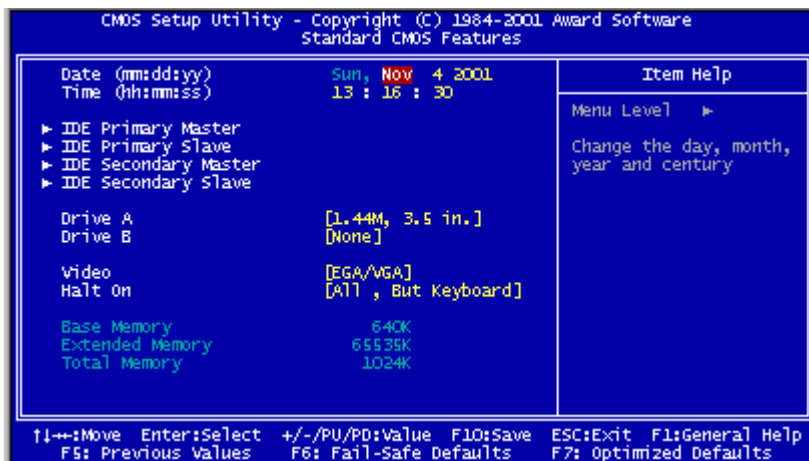 CMOS Setup Utility - Copyright (C) 1984-2001 Award Software
Standard CMOS Features
Date (mm:dd:yy) Sun, Nov 4 2001
Time (hh:mm:ss) 13 : 16 : 30
► IDE Primary Master
► IDE Primary Slave
► IDE Secondary Master
► IDE Secondary Slave
Drive A [1.44M, 3.5 in.]
Drive B [None]
Video [EGA/VGA]
Halt On [All , But Keyboard]
Base Memory 640K
Extended Memory 65535K
Total Memory 1024K
Item Help
Menu Level ►
Change the day, month,
year and century
↑↓→←:Move Enter:Select +/-/PU/PD:Value F10:Save ESC:Exit F1:General Help
F5: Previous Values F6: Fail-Safe Defaults F7: Optimized Defaults